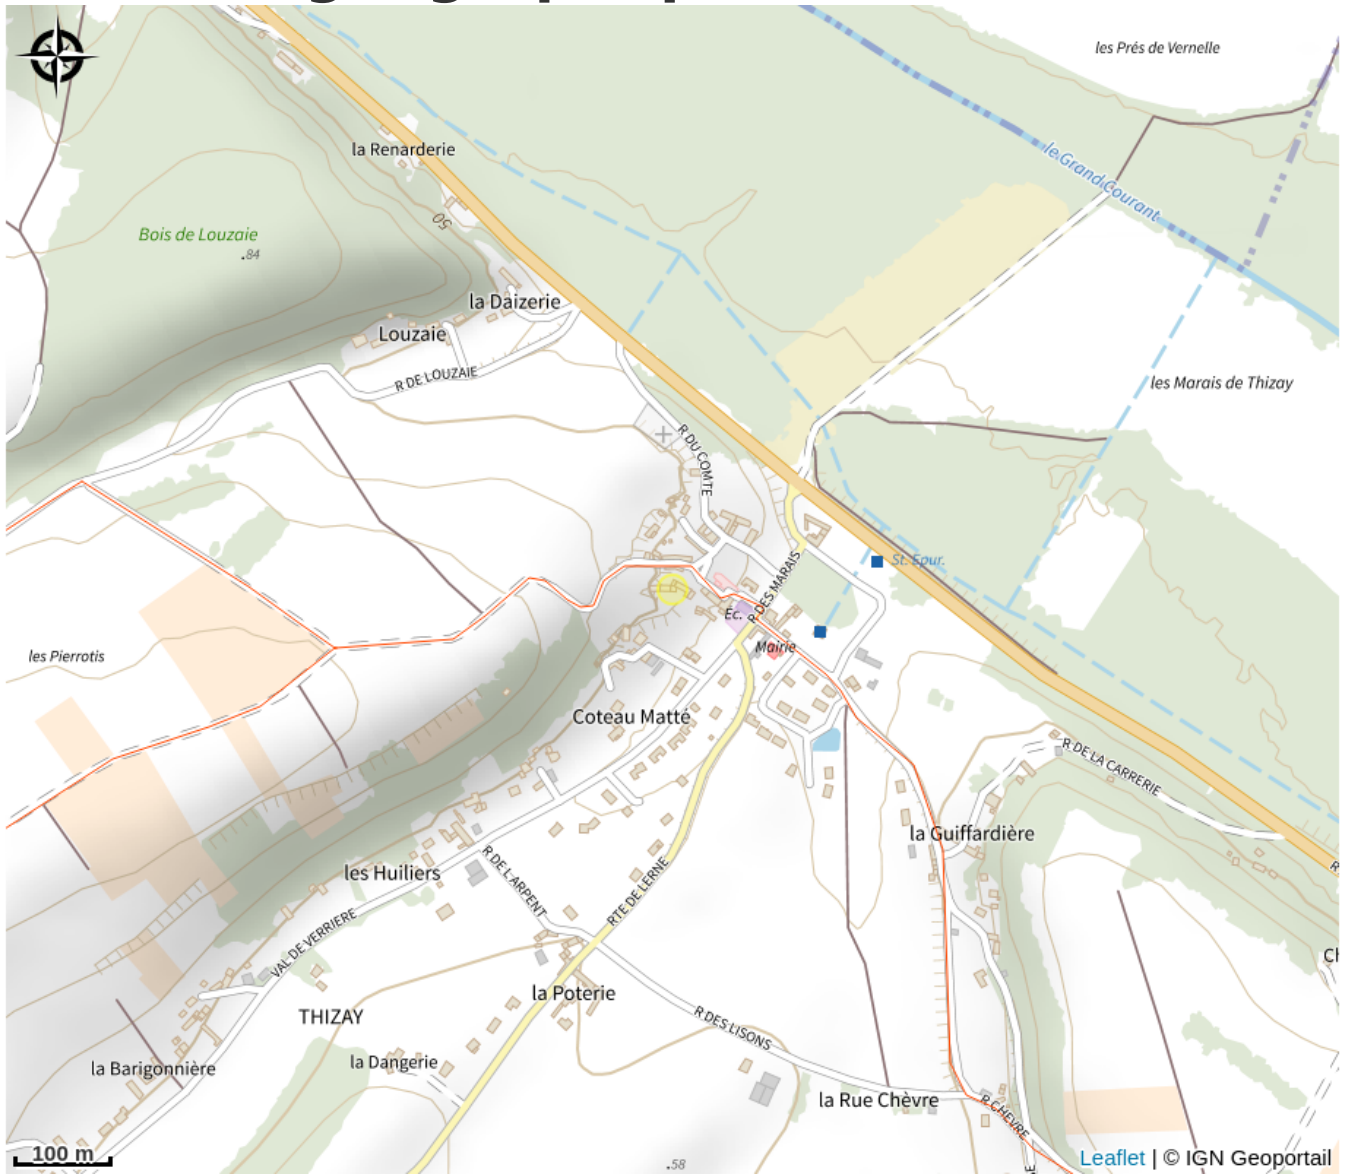 les Prés de Vernelle
la Renarderie
le Grand Courant
50
Bois de Louzaie
.84
la Daizerie
Louzaie
R DE LOUZAIE
les Marais de Thizay
R DU COMTE
St. Epur.
R DES MARAIS
Ec.
Mairie
les Pierrotis
Coteau Matté
R DE LA CARRERIE
la Guiffardière
les Huiliers
R DE L ARPENT
RTE DE LERNE
VAL DE VERRIERE
la Poterie
THIZAY
R DES LISONS
la Dangerie
la Barigonnière
la Rue Chèvre
R CHEVRE
100 m
.58
Leaflet | © IGN Geoportail